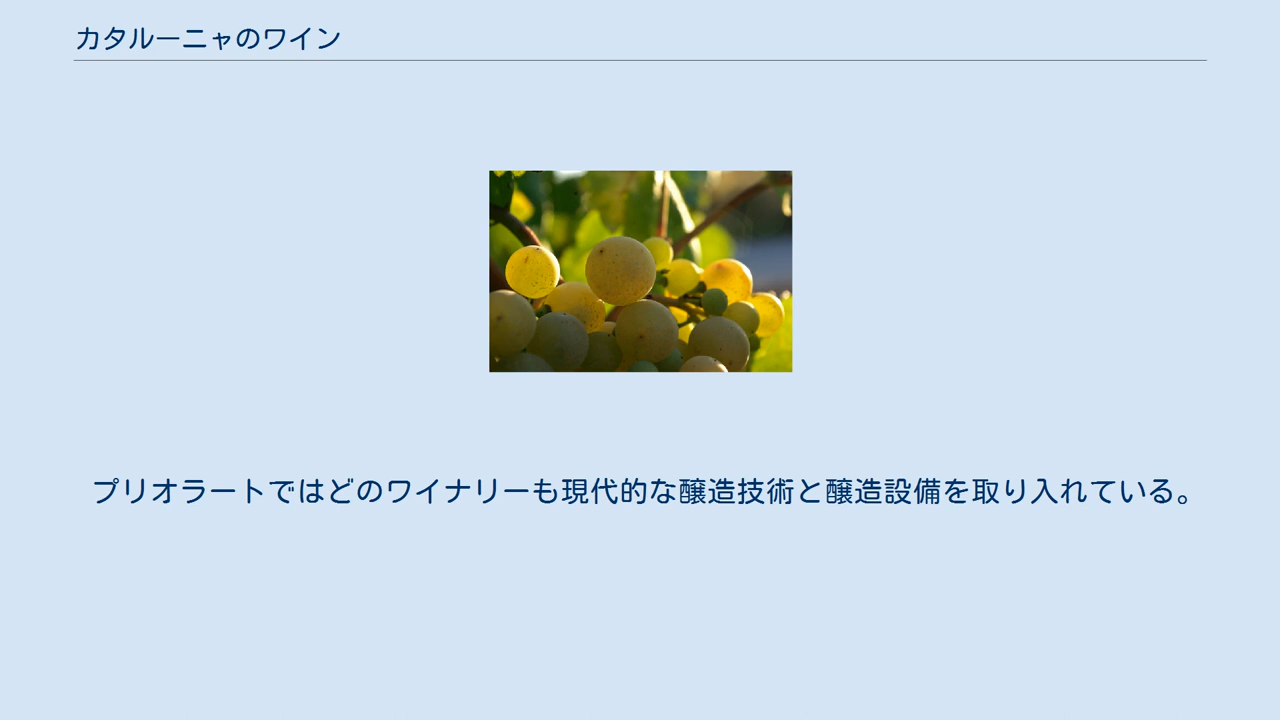 カタルーニャのワイン
プリオラートではどのワイナリーも現代的な醸造技術と醸造設備を取り入れている。